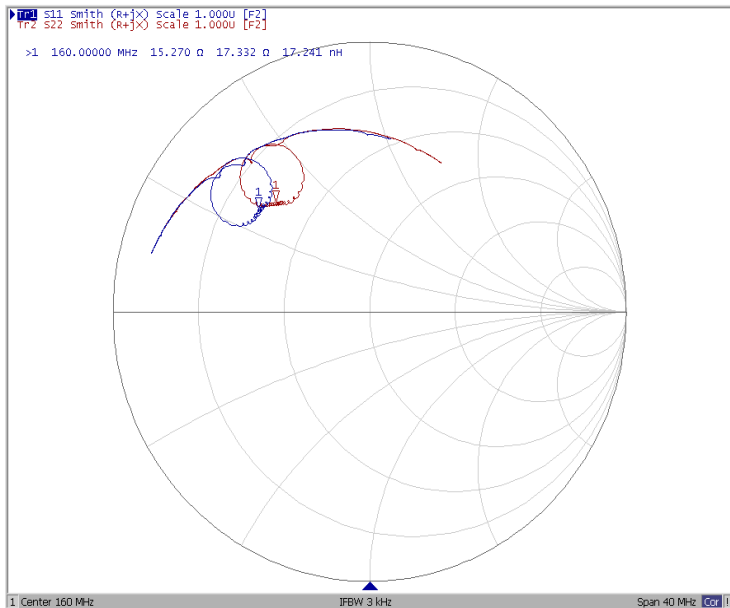 Tr1 S11 Smith (R+jX) Scale 1.000U [F2]
Tr2 S22 Smith (R+jX) Scale 1.000U [F2]
>1 160.00000 MHz 15.270 Ω 17.332 Ω 17.241 nH
1 1
1 Center 160 MHz IFBW 3 kHz Span 40 MHz Cor !